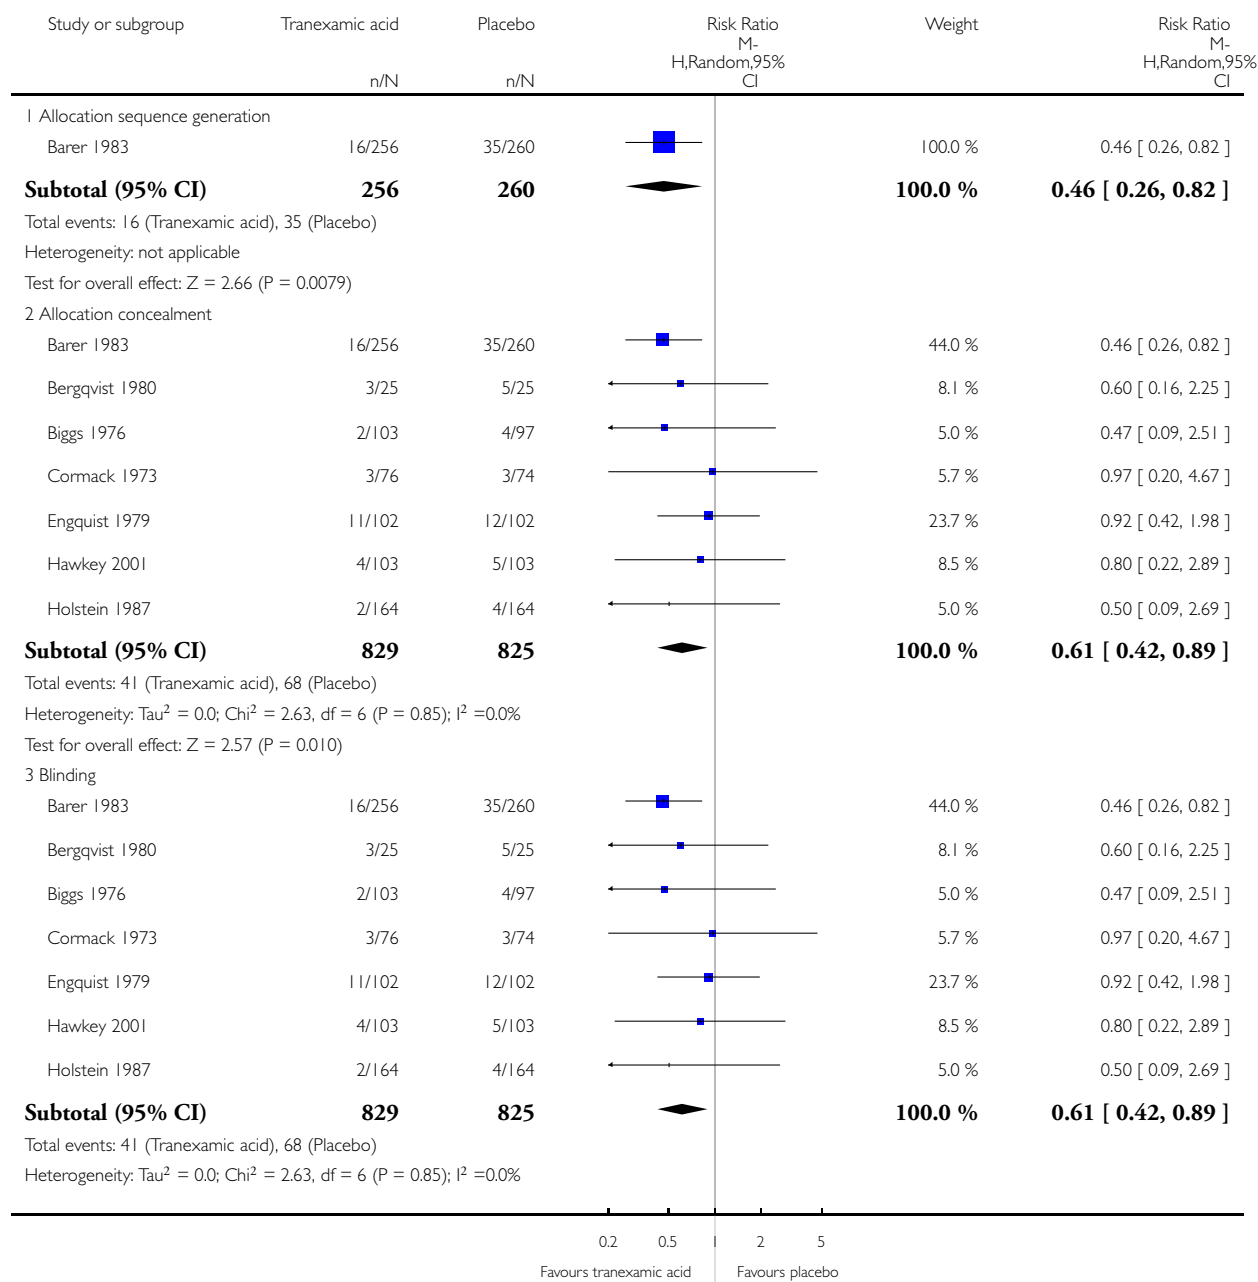 Study or subgroup Tranexamic acid Placebo Risk Ratio Weight Risk Ratio
M- M-
H,Random,95% H,Random,95%
n/N n/N CI CI
1 Allocation sequence generation
Barer 1983 16/256 35/260 100.0 % 0.46 [ 0.26, 0.82 ]
Subtotal (95% CI) 256 260 100.0 % 0.46 [ 0.26, 0.82 ]
Total events: 16 (Tranexamic acid), 35 (Placebo)
Heterogeneity: not applicable
Test for overall effect: Z = 2.66 (P = 0.0079)
2 Allocation concealment
Barer 1983 16/256 35/260 44.0 % 0.46 [ 0.26, 0.82 ]
Bergqvist 1980 3/25 5/25 8.1 % 0.60 [ 0.16, 2.25 ]
Biggs 1976 2/103 4/97 5.0 % 0.47 [ 0.09, 2.51 ]
Cormack 1973 3/76 3/74 5.7 % 0.97 [ 0.20, 4.67 ]
Engquist 1979 11/102 12/102 23.7 % 0.92 [ 0.42, 1.98 ]
Hawkey 2001 4/103 5/103 8.5 % 0.80 [ 0.22, 2.89 ]
Holstein 1987 2/164 4/164 5.0 % 0.50 [ 0.09, 2.69 ]
Subtotal (95% CI) 829 825 100.0 % 0.61 [ 0.42, 0.89 ]
Total events: 41 (Tranexamic acid), 68 (Placebo)
Heterogeneity: Tau² = 0.0; Chi² = 2.63, df = 6 (P = 0.85); I² =0.0%
Test for overall effect: Z = 2.57 (P = 0.010)
3 Blinding
Barer 1983 16/256 35/260 44.0 % 0.46 [ 0.26, 0.82 ]
Bergqvist 1980 3/25 5/25 8.1 % 0.60 [ 0.16, 2.25 ]
Biggs 1976 2/103 4/97 5.0 % 0.47 [ 0.09, 2.51 ]
Cormack 1973 3/76 3/74 5.7 % 0.97 [ 0.20, 4.67 ]
Engquist 1979 11/102 12/102 23.7 % 0.92 [ 0.42, 1.98 ]
Hawkey 2001 4/103 5/103 8.5 % 0.80 [ 0.22, 2.89 ]
Holstein 1987 2/164 4/164 5.0 % 0.50 [ 0.09, 2.69 ]
Subtotal (95% CI) 829 825 100.0 % 0.61 [ 0.42, 0.89 ]
Total events: 41 (Tranexamic acid), 68 (Placebo)
Heterogeneity: Tau² = 0.0; Chi² = 2.63, df = 6 (P = 0.85); I² =0.0%
0.2 0.5 1 2 5
Favours tranexamic acid Favours placebo